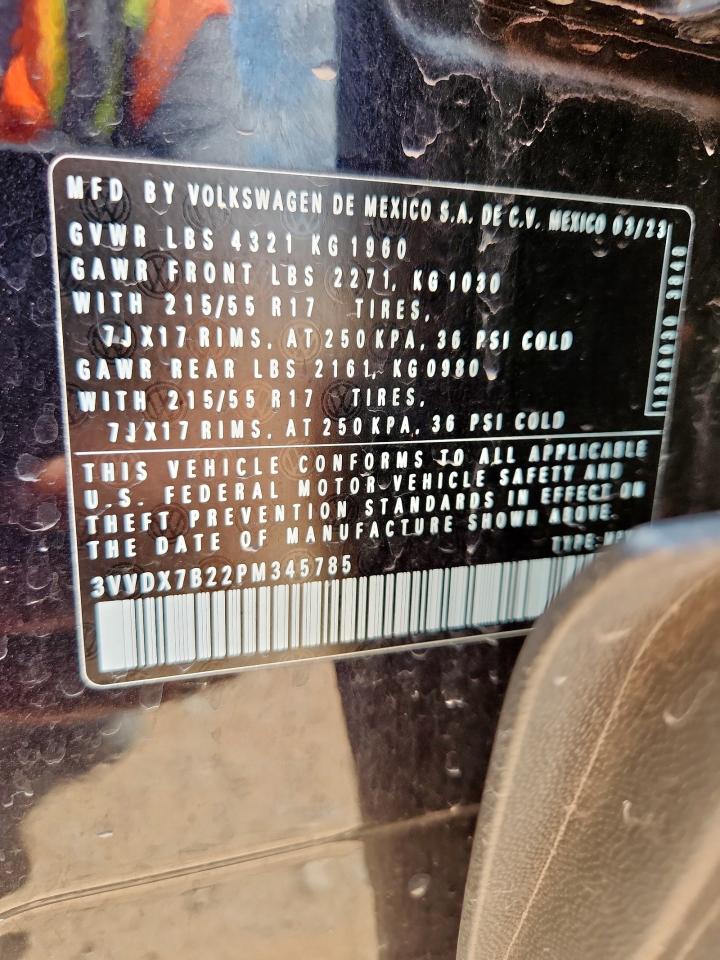 MFD BY VOLKSWAGEN DE MEXICO S.A. DE C.V. MEXICO 03/23
GVWR LBS 4321 KG 1960
GAWR FRONT LBS 2271, KG 1030
WITH 215/55 R17 TIRES,
7JX17 RIMS, AT 250 KPA, 36 PSI COLD
GAWR REAR LBS 2161, KG 0980
WITH 215/55 R17 TIRES,
7JX17 RIMS, AT 250 KPA, 36 PSI COLD
THIS VEHICLE CONFORMS TO ALL APPLICABLE
U.S. FEDERAL MOTOR VEHICLE SAFETY AND
THEFT PREVENTION STANDARDS IN EFFECT ON
THE DATE OF MANUFACTURE SHOWN ABOVE.
3VVDX7B22PM345785